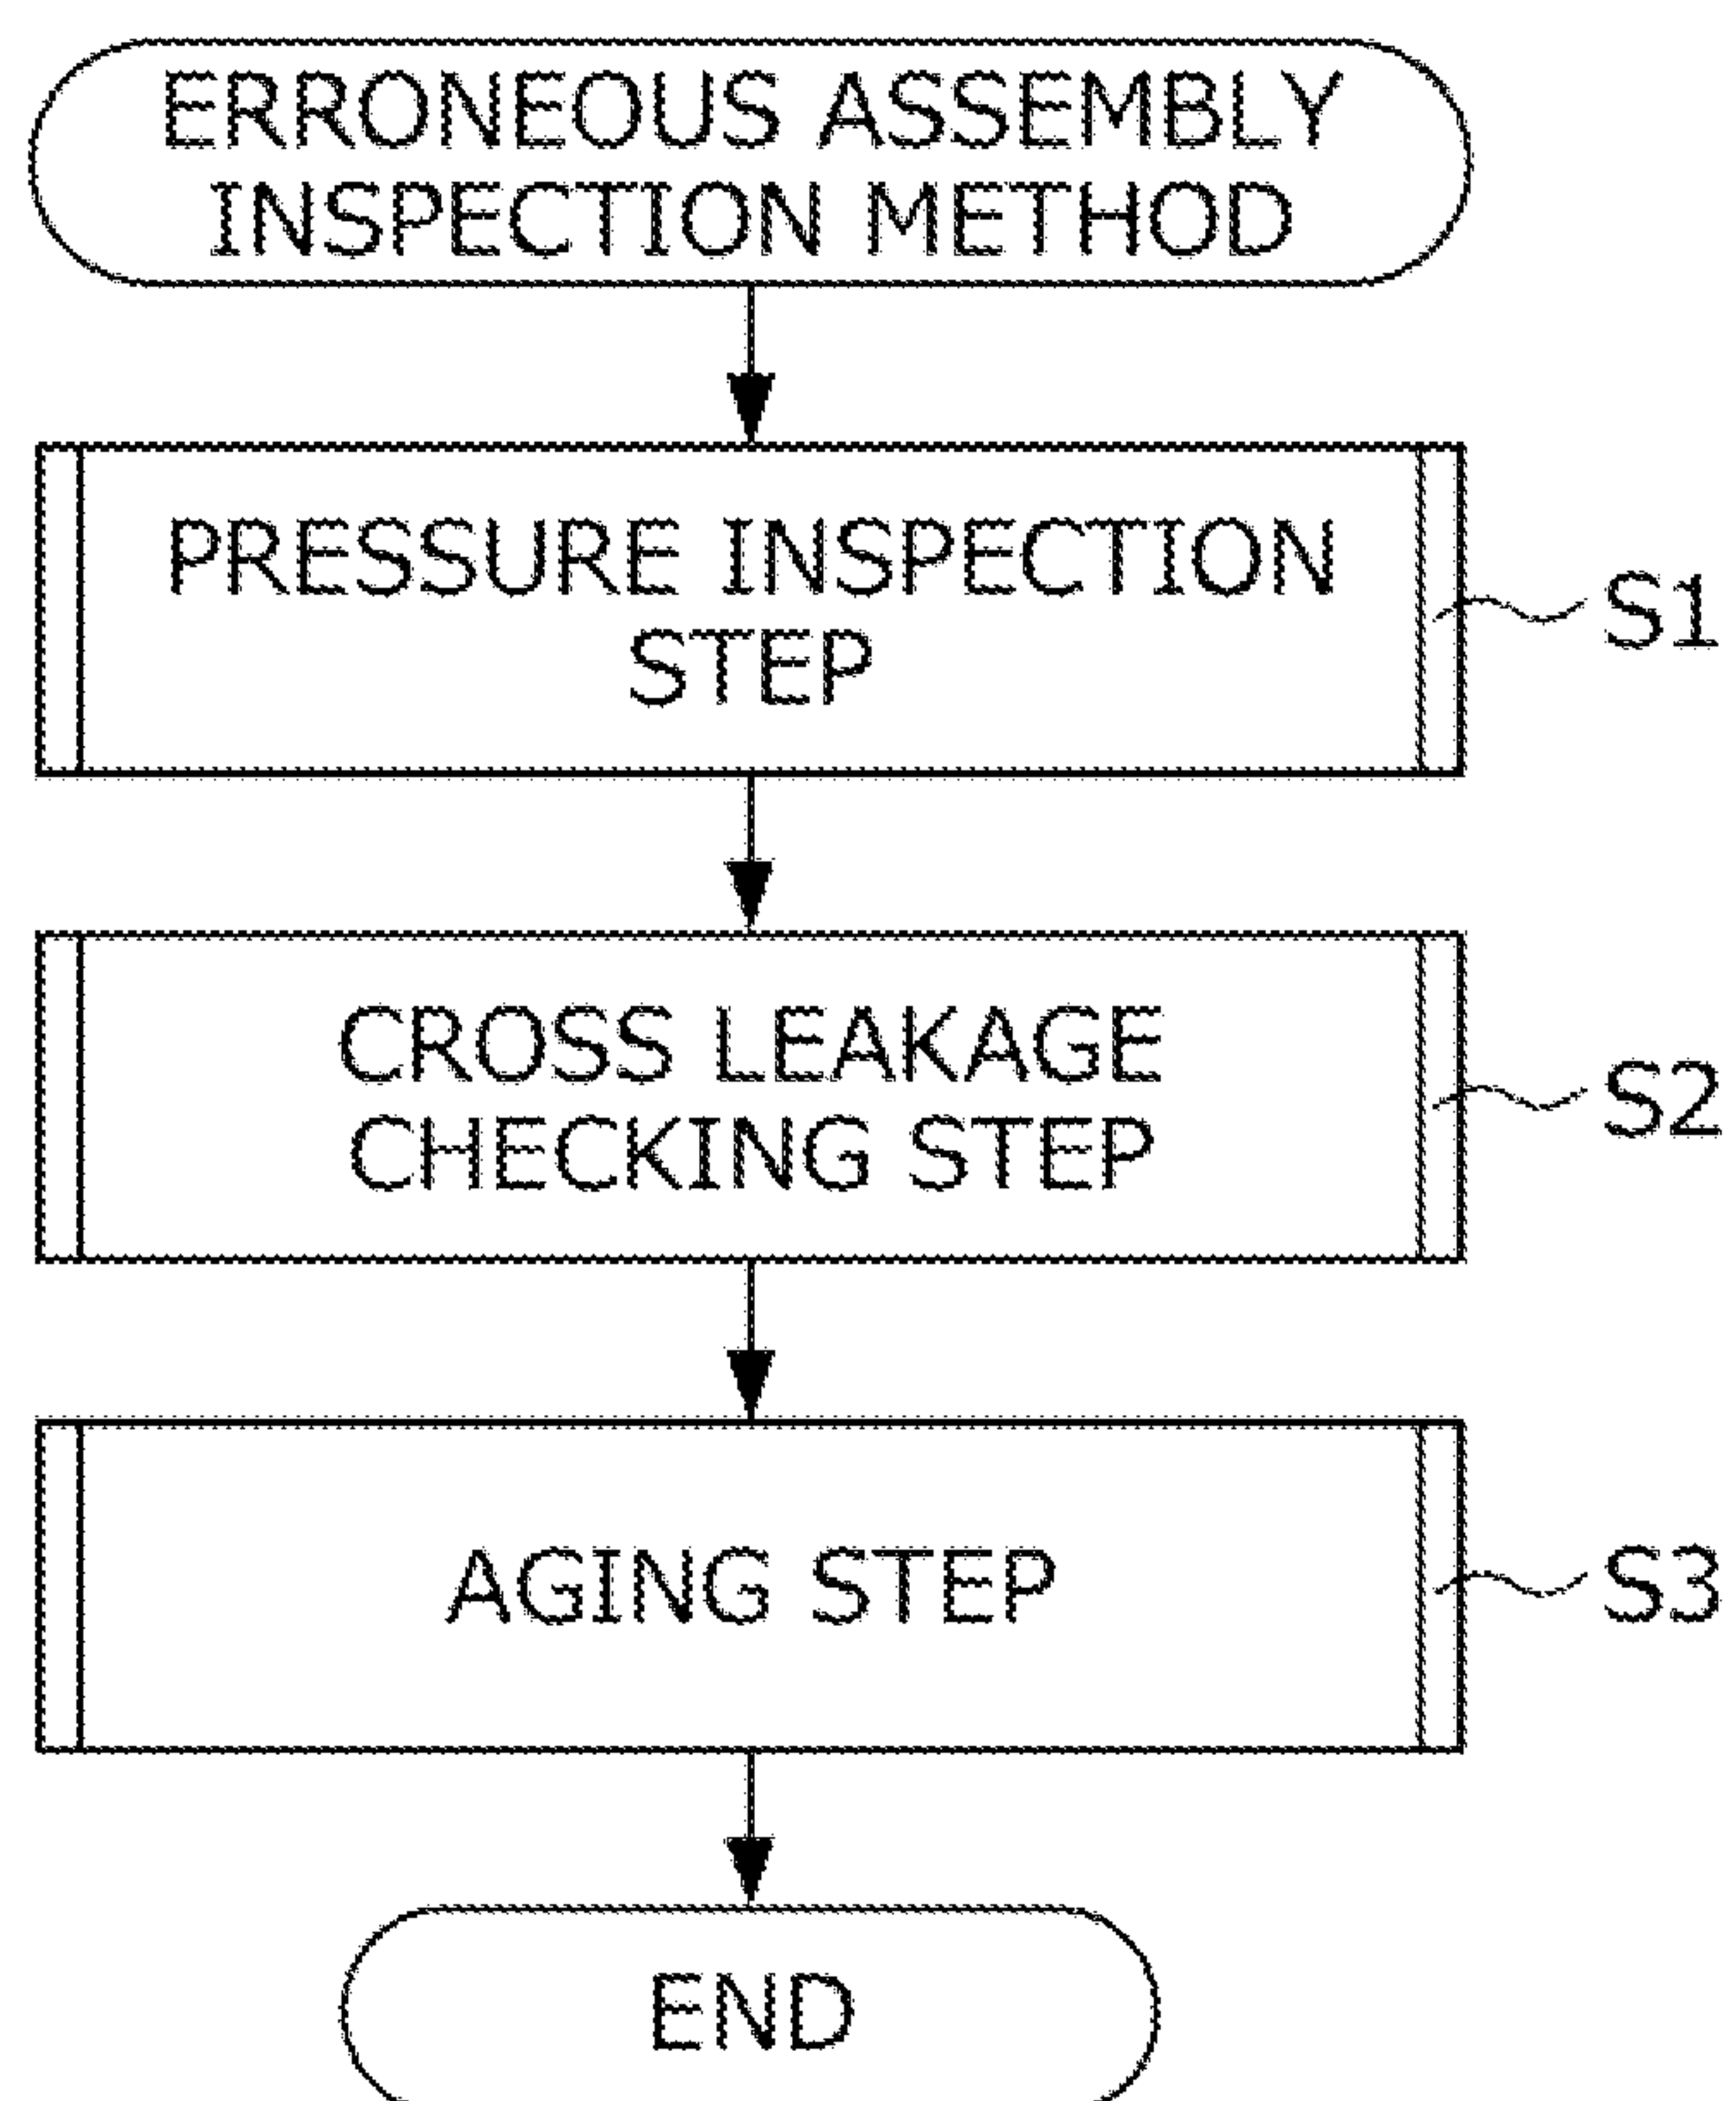 ERRONEOUS ASSEMBLY
INSPECTION METHOD
PRESSURE INSPECTION
STEP
S1
CROSS LEAKAGE
CHECKING STEP
S2
AGING STEP
S3
END